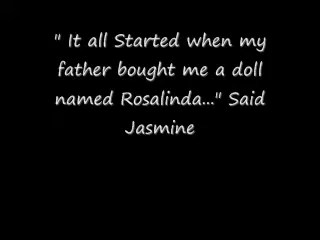 " It all Started when my
father bought me a doll
named Rosalinda..." Said
Jasmine